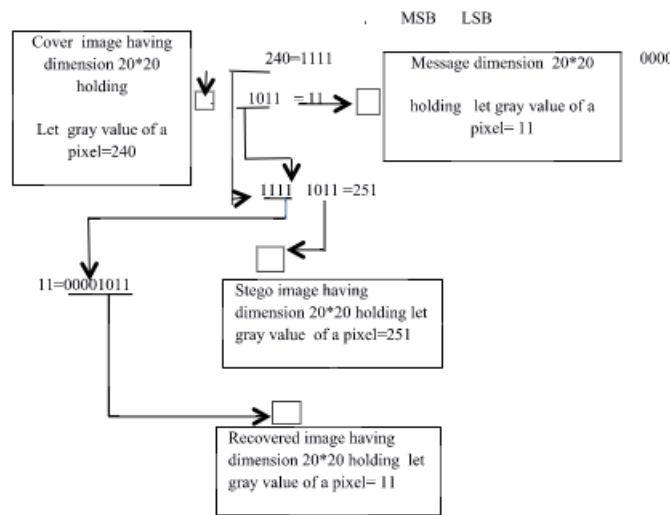 . MSB LSB
Cover image having
dimension 20*20
holding
Let gray value of a
pixel=240
240=1111
0000
1011 = 11
Message dimension 20*20
holding let gray value of a
pixel= 11
1111 1011 =251
11=00001011
Stego image having
dimension 20*20 holding let
gray value of a pixel=251
Recovered image having
dimension 20*20 holding let
gray value of a pixel= 11